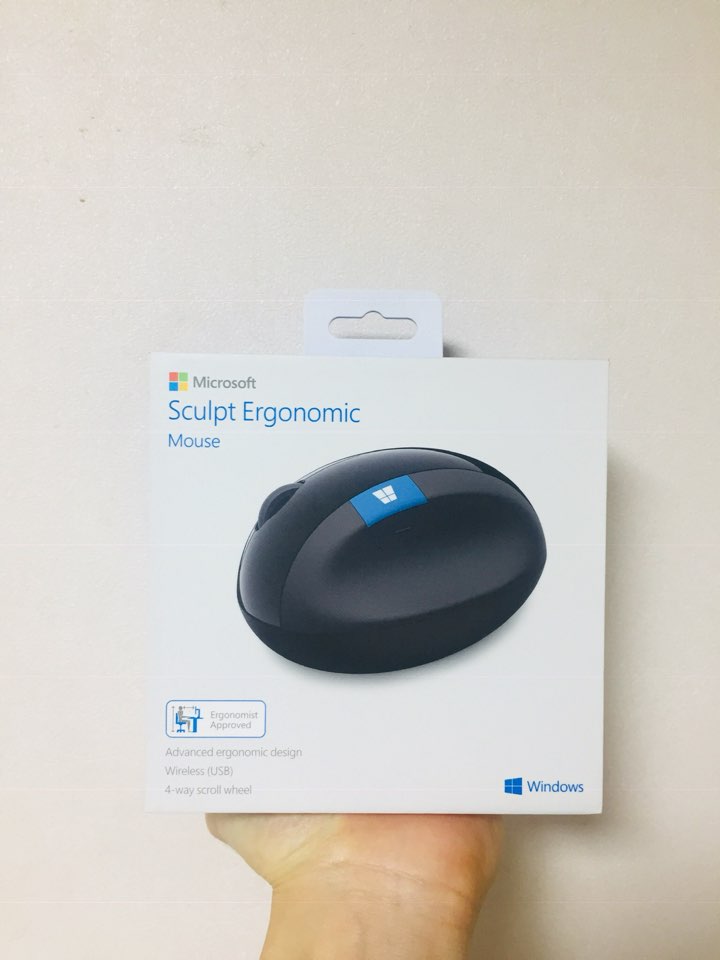 Microsoft
Sculpt Ergonomic
Mouse
Ergonomist
Approved
Advanced ergonomic design
Wireless (USB)
4-way scroll wheel
Windows